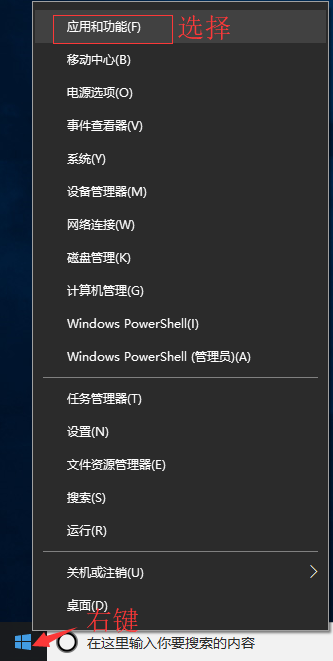 应用和功能(F)
选择
移动中心(B)
电源选项(O)
事件查看器(V)
系统(Y)
设备管理器(M)
网络连接(W)
磁盘管理(K)
计算机管理(G)
Windows PowerShell(I)
Windows PowerShell (管理员)(A)
任务管理器(T)
设置(N)
文件资源管理器(E)
搜索(S)
运行(R)
关机或注销(U)
桌面(D)
右键
在这里输入你要搜索的内容